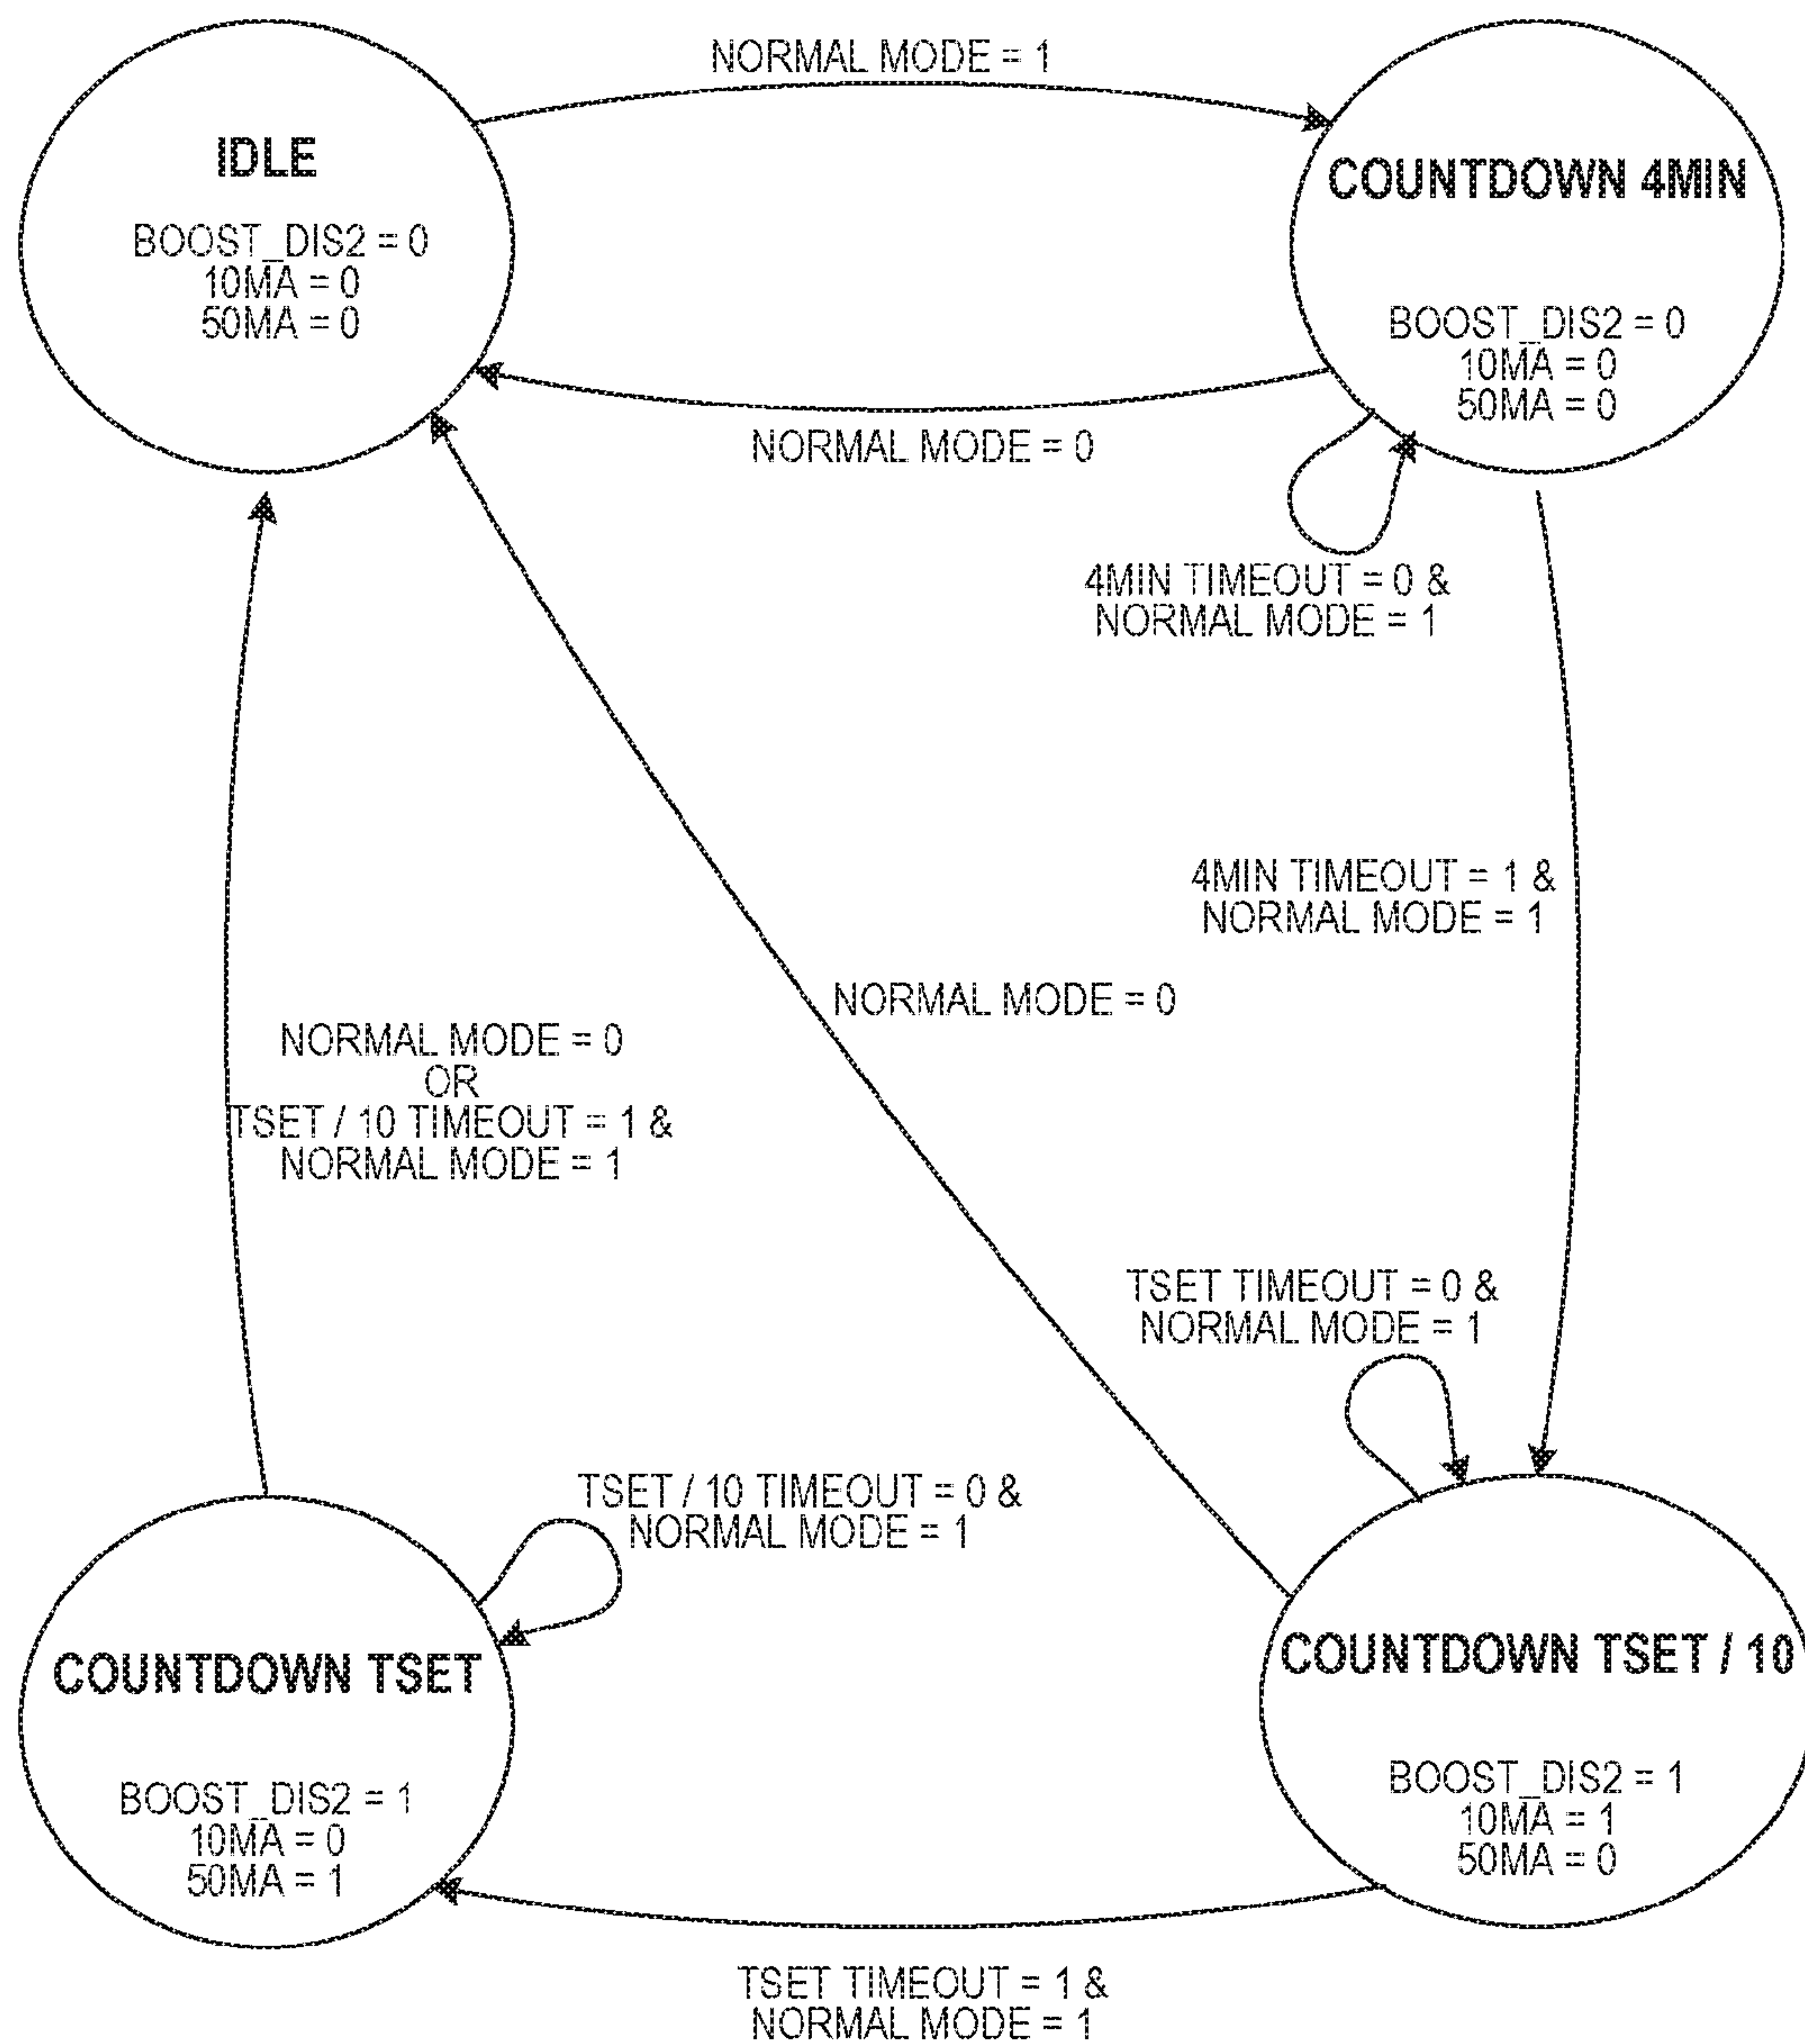 NORMAL MODE = 1
IDLE
BOOST_DIS2 = 0
10MA = 0
50MA = 0
COUNTDOWN 4MIN
BOOST_DIS2 = 0
10MA = 0
50MA = 0
NORMAL MODE = 0
4MIN TIMEOUT = 0 &
NORMAL MODE = 1
4MIN TIMEOUT = 1 &
NORMAL MODE = 1
NORMAL MODE = 0
NORMAL MODE = 0
OR
TSET / 10 TIMEOUT = 1 &
NORMAL MODE = 1
TSET TIMEOUT = 0 &
NORMAL MODE = 1
TSET / 10 TIMEOUT = 0 &
NORMAL MODE = 1
COUNTDOWN TSET
BOOST_DIS2 = 1
10MA = 0
50MA = 1
COUNTDOWN TSET / 10
BOOST_DIS2 = 1
10MA = 1
50MA = 0
TSET TIMEOUT = 1 &
NORMAL MODE = 1